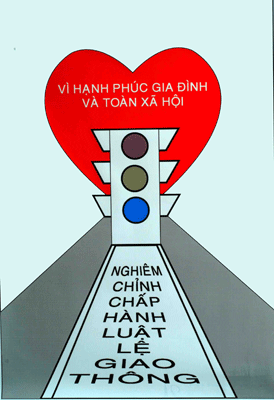 VÌ HẠNH PHÚC GIA ĐÌNH
VÀ TOÀN XÃ HỘI
NGHIÊM
CHỈNH
CHẤP
HÀNH
LUẬT
LỆ
GIAO
THÔNG